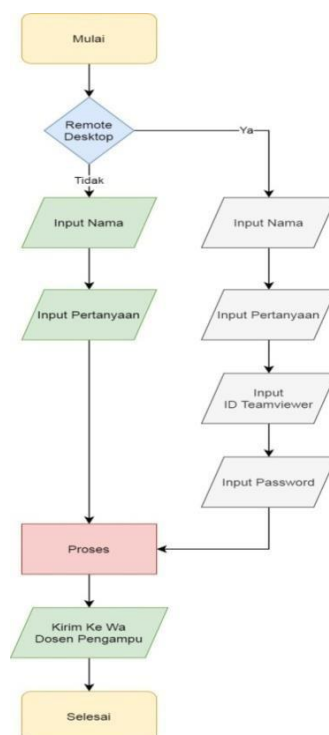 Mulai
Remote
Desktop
Ya
Tidak
Input Nama
Input Nama
Input Pertanyaan
Input Pertanyaan
Input
ID Teamviewer
Input Password
Proses
Kirim Ke Wa
Dosen Pengampu
Selesai